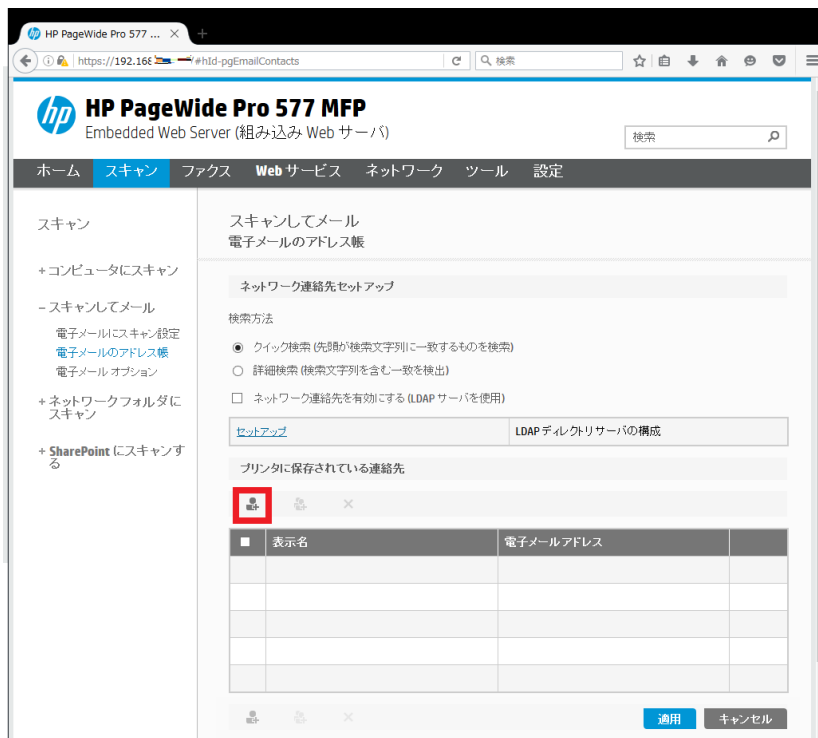 HP PageWide Pro 577 ...
https://192.168 /#hId-pgEmailContacts
検索
hp
HP PageWide Pro 577 MFP
Embedded Web Server (組み込み Web サーバ)
検索
ホーム スキャン ファクス Web サービス ネットワーク ツール 設定
スキャン
+ コンピュータにスキャン
− スキャンしてメール
電子メールにスキャン設定
電子メールのアドレス帳
電子メール オプション
+ ネットワークフォルダに
スキャン
+ SharePoint にスキャンす
る
スキャンしてメール
電子メールのアドレス帳
ネットワーク連絡先セットアップ
検索方法
クイック検索 (先頭が検索文字列に一致するものを検索)
詳細検索 (検索文字列を含む一致を検出)
ネットワーク連絡先を有効にする (LDAP サーバを使用)
セットアップ LDAP ディレクトリサーバの構成
プリンタに保存されている連絡先
表示名 電子メールアドレス
適用 キャンセル